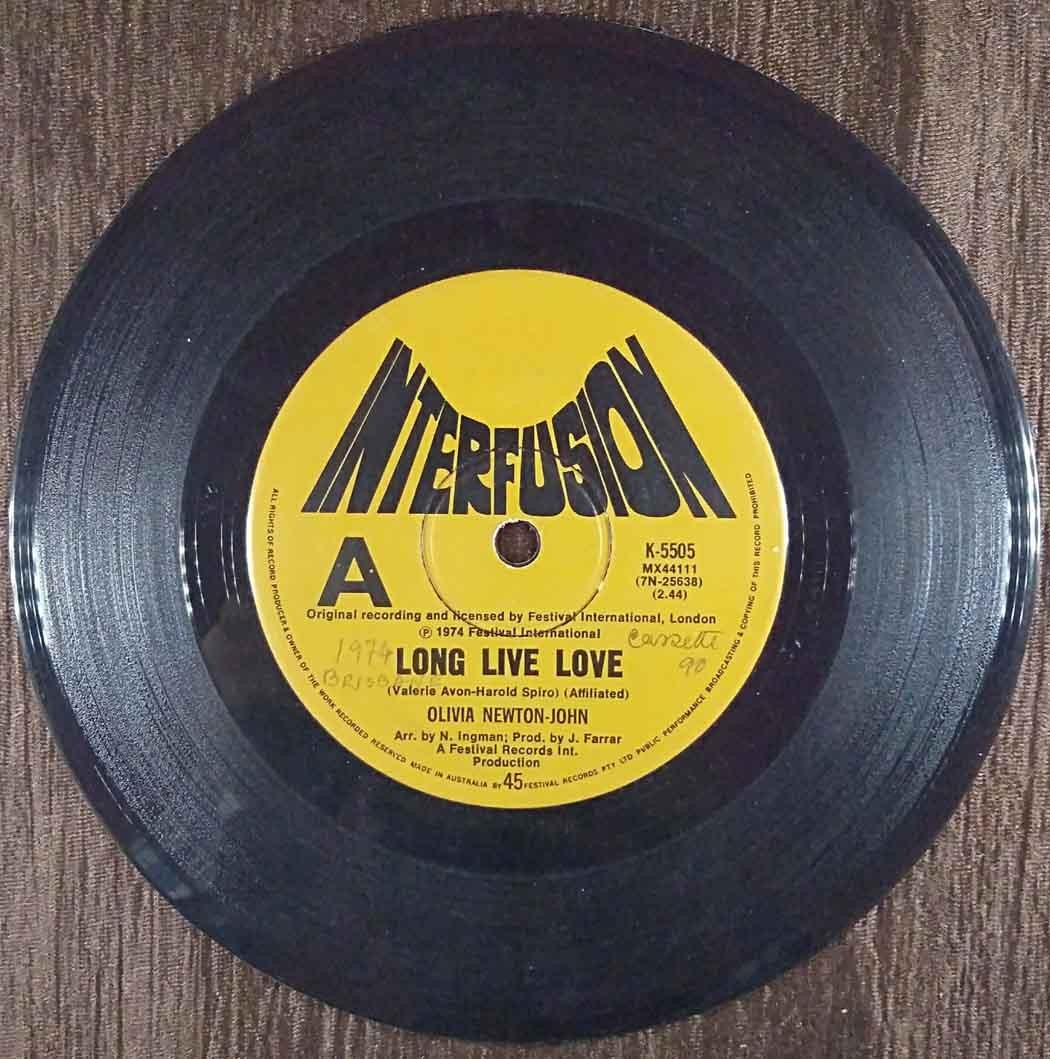 INTERFUSION
A
K-5505
MX44111
(7N-25638)
(2.44)
Original recording and licensed by Festival International, London
Ⓟ 1974 Festival International
1974
BRISBANE
Cassette
90
LONG LIVE LOVE
(Valerie Avon-Harold Spiro) (Affiliated)
OLIVIA NEWTON-JOHN
Arr. by N. Ingman; Prod. by J. Farrar
A Festival Records Int.
Production
ALL RIGHTS OF RECORD PRODUCER & OWNER OF THE WORK RECORDED RESERVED MADE IN AUSTRALIA BY 45 FESTIVAL RECORDS PTY LTD PUBLIC PERFORMANCE BROADCASTING & COPYING OF THIS RECORD PROHIBITED